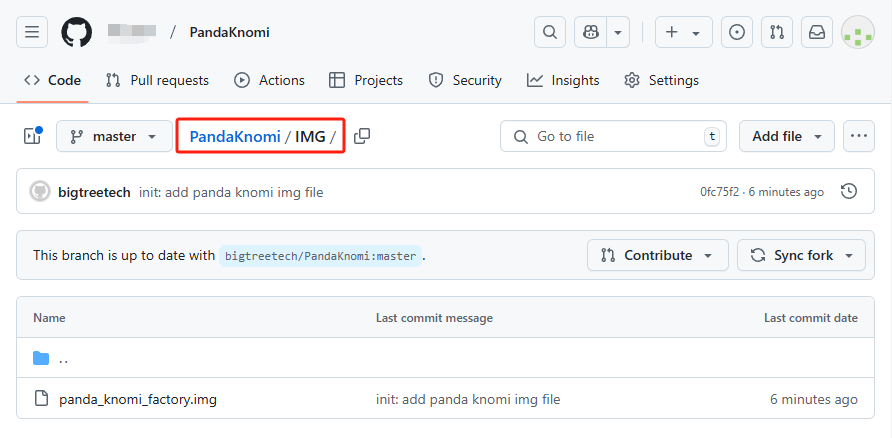 / PandaKnomi
Code Pull requests Actions Projects Security Insights Settings
master PandaKnomi / IMG / Go to file t Add file
bigtreetech init: add panda knomi img file 0fc75f2 · 6 minutes ago
This branch is up to date with bigtreetech/PandaKnomi:master . Contribute Sync fork
Name Last commit message Last commit date
..
panda_knomi_factory.img init: add panda knomi img file 6 minutes ago